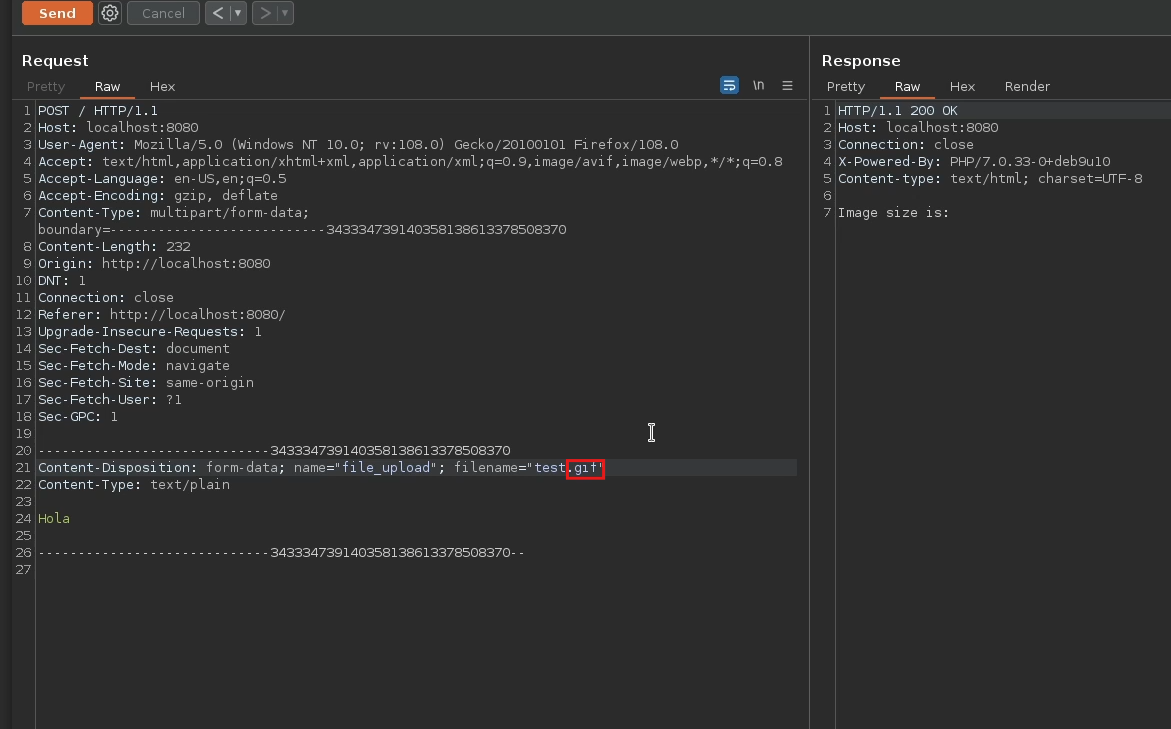 Send Cancel < ▼ > ▼
Request
Pretty Raw Hex \n ≡
1 POST / HTTP/1.1
2 Host: localhost:8080
3 User-Agent: Mozilla/5.0 (Windows NT 10.0; rv:108.0) Gecko/20100101 Firefox/108.0
4 Accept: text/html,application/xhtml+xml,application/xml;q=0.9,image/avif,image/webp,*/*;q=0.8
5 Accept-Language: en-US,en;q=0.5
6 Accept-Encoding: gzip, deflate
7 Content-Type: multipart/form-data;
boundary=---------------------------343334739140358138613378508370
8 Content-Length: 232
9 Origin: http://localhost:8080
10 DNT: 1
11 Connection: close
12 Referer: http://localhost:8080/
13 Upgrade-Insecure-Requests: 1
14 Sec-Fetch-Dest: document
15 Sec-Fetch-Mode: navigate
16 Sec-Fetch-Site: same-origin
17 Sec-Fetch-User: ?1
18 Sec-GPC: 1
19
20 -----------------------------343334739140358138613378508370
21 Content-Disposition: form-data; name="file_upload"; filename="test.gif"
22 Content-Type: text/plain
23
24 Hola
25
26 -----------------------------343334739140358138613378508370--
27
Response
Pretty Raw Hex Render
1 HTTP/1.1 200 OK
2 Host: localhost:8080
3 Connection: close
4 X-Powered-By: PHP/7.0.33-0+deb9u10
5 Content-type: text/html; charset=UTF-8
6
7 Image size is: